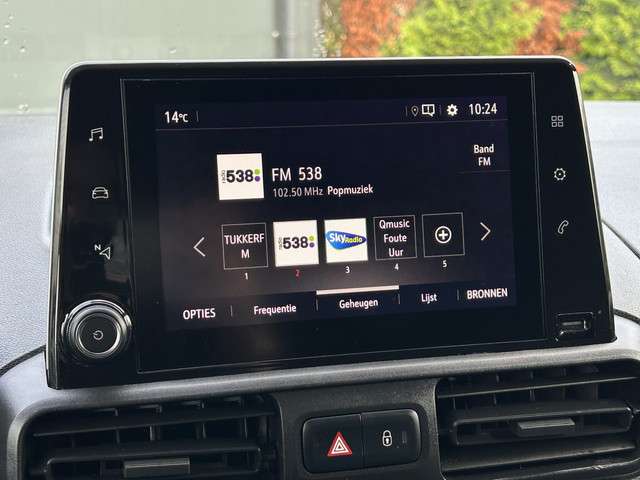 14°C
10:24
Band
FM
538
FM 538
102.50 MHz Popmuziek
TUKKERF
M
538
Sky Radio
Qmusic
Foute
Uur
1
2
3
4
5
OPTIES
Frequentie
Geheugen
Lijst
BRONNEN
N